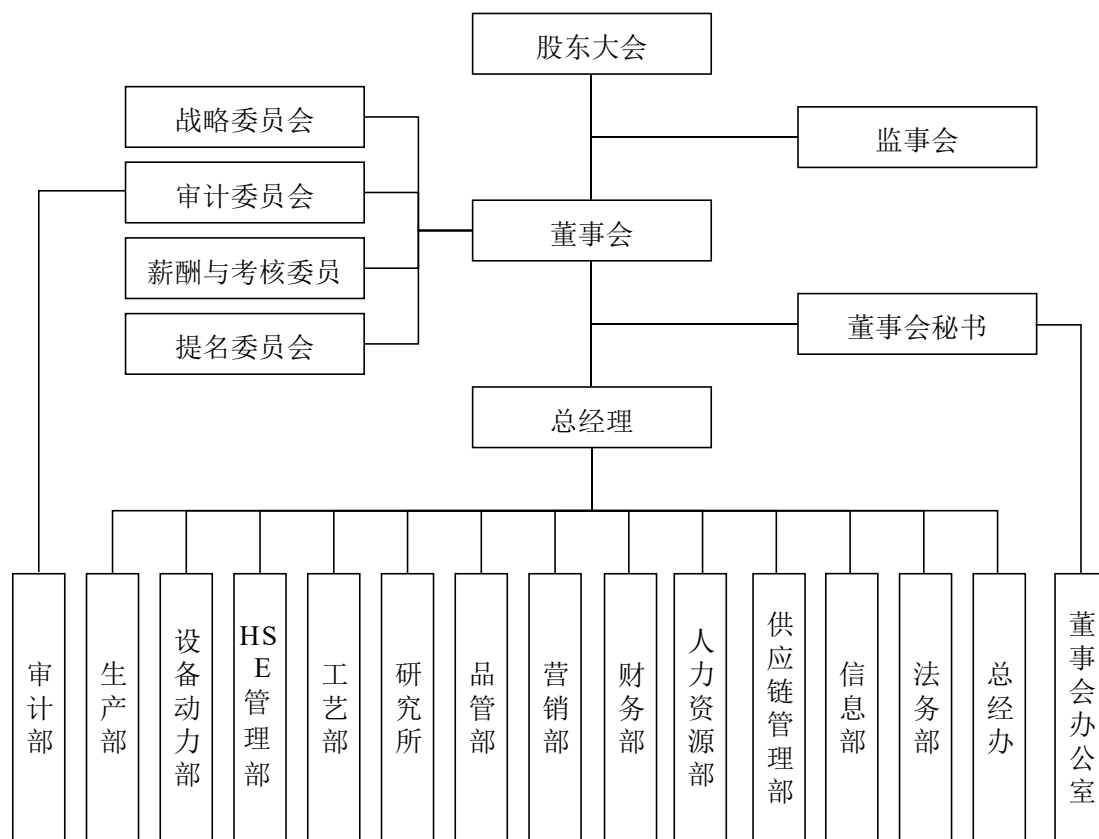 股东大会
战略委员会
监事会
审计委员会
董事会
薪酬与考核委员
提名委员会
董事会秘书
总经理
审计部
生产部
设备动力部
HSE管理部
工艺部
研究所
品管部
营销部
财务部
人力资源部
供应链管理部
信息部
法务部
总经办
董事会办公室